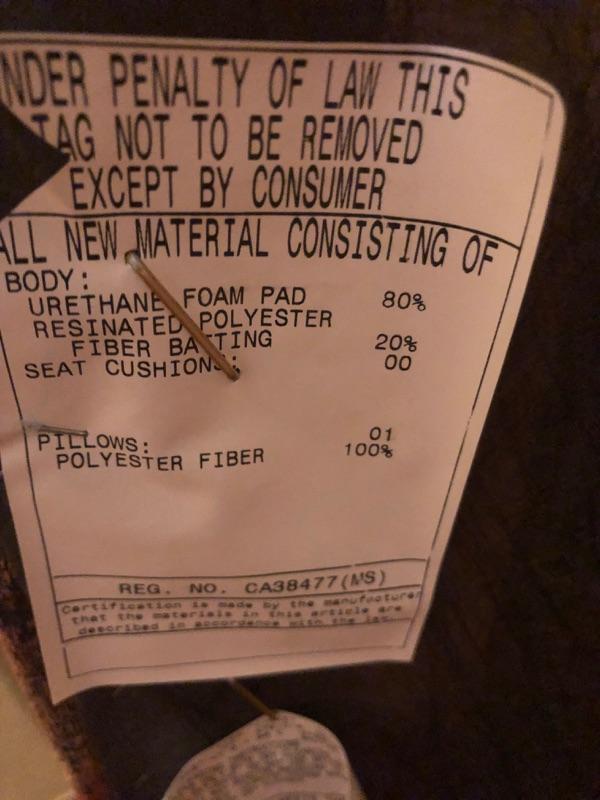 NDER PENALTY OF LAW THIS
TAG NOT TO BE REMOVED
EXCEPT BY CONSUMER
ALL NEW MATERIAL CONSISTING OF
BODY:
URETHANE FOAM PAD 80%
RESINATED POLYESTER
FIBER BATTING 20%
SEAT CUSHIONS: 00
PILLOWS: 01
POLYESTER FIBER 100%
REG. NO. CA38477(MS)
Certification is made by the manufacturer
that the materials in this article are
described in accordance with the law.